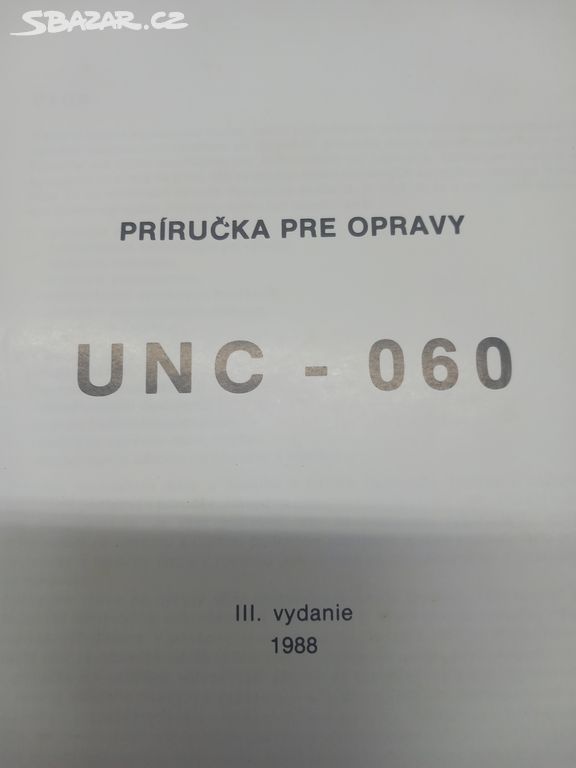 SBAZAR.CZ
PRÍRUČKA PRE OPRAVY
UNC - 060
III. vydanie
1988